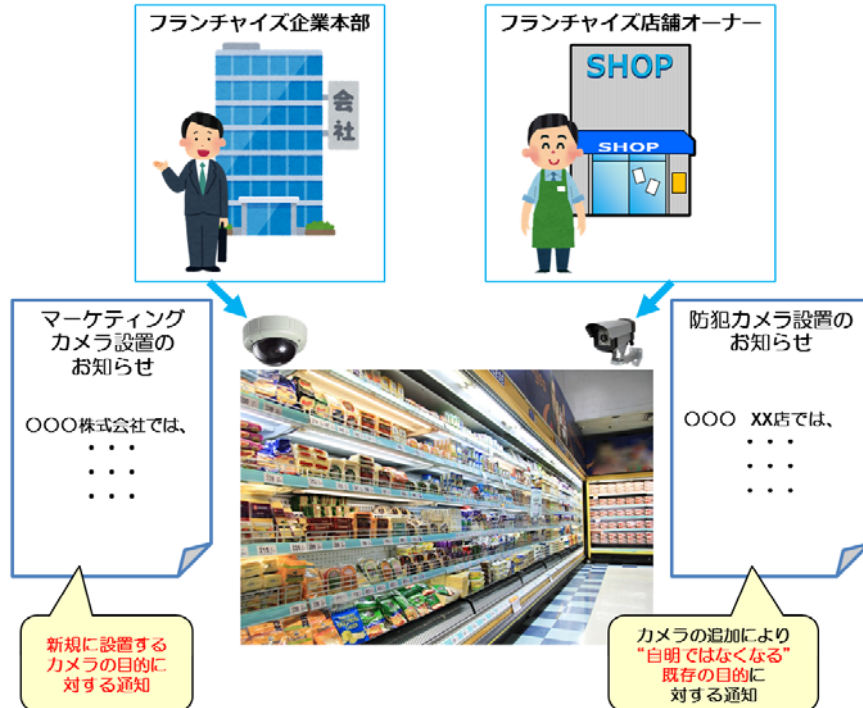 フランチャイズ企業本部
会社
フランチャイズ店舗オーナー
SHOP
SHOP
マーケティング
カメラ設置の
お知らせ
〇〇〇株式会社では、
・・・
・・・
・・・
防犯カメラ設置の
お知らせ
〇〇〇 XX店では、
・・・
・・・
・・・
新規に設置する
カメラの目的に
対する通知
カメラの追加により
“自明ではなくなる”
既存の目的に
対する通知